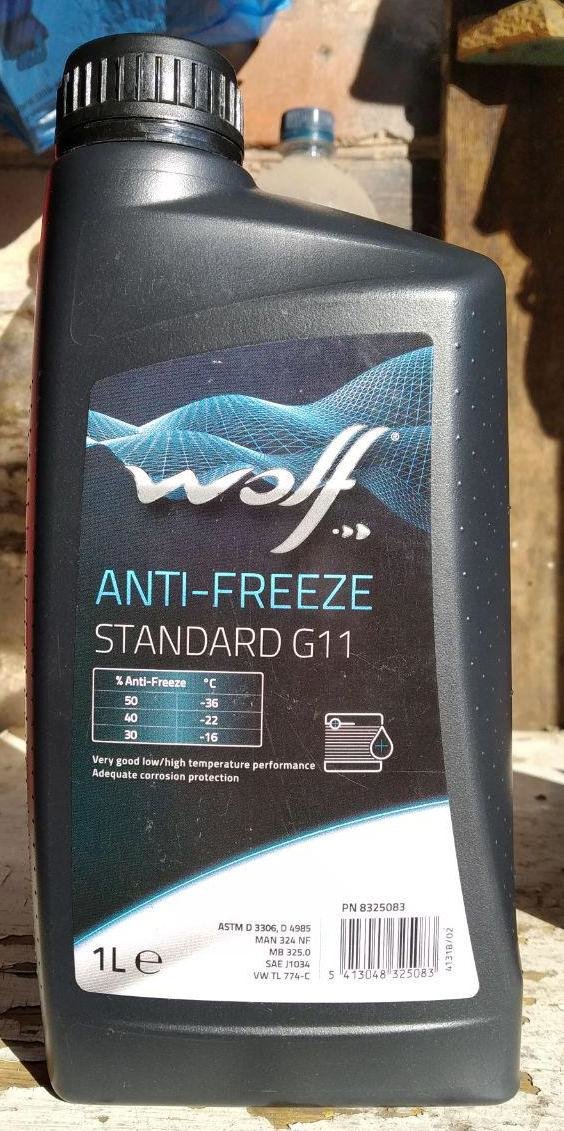 wolf®
ANTI-FREEZE
STANDARD G11
% Anti-Freeze °C
50 -36
40 -22
30 -16
Very good low/high temperature performance
Adequate corrosion protection
PN 8325083
ASTM D 3306, D 4985
MAN 324 NF
MB 325.0
SAE J1034
VW TL 774-C
1L e
5 413048 325083
4131B/02